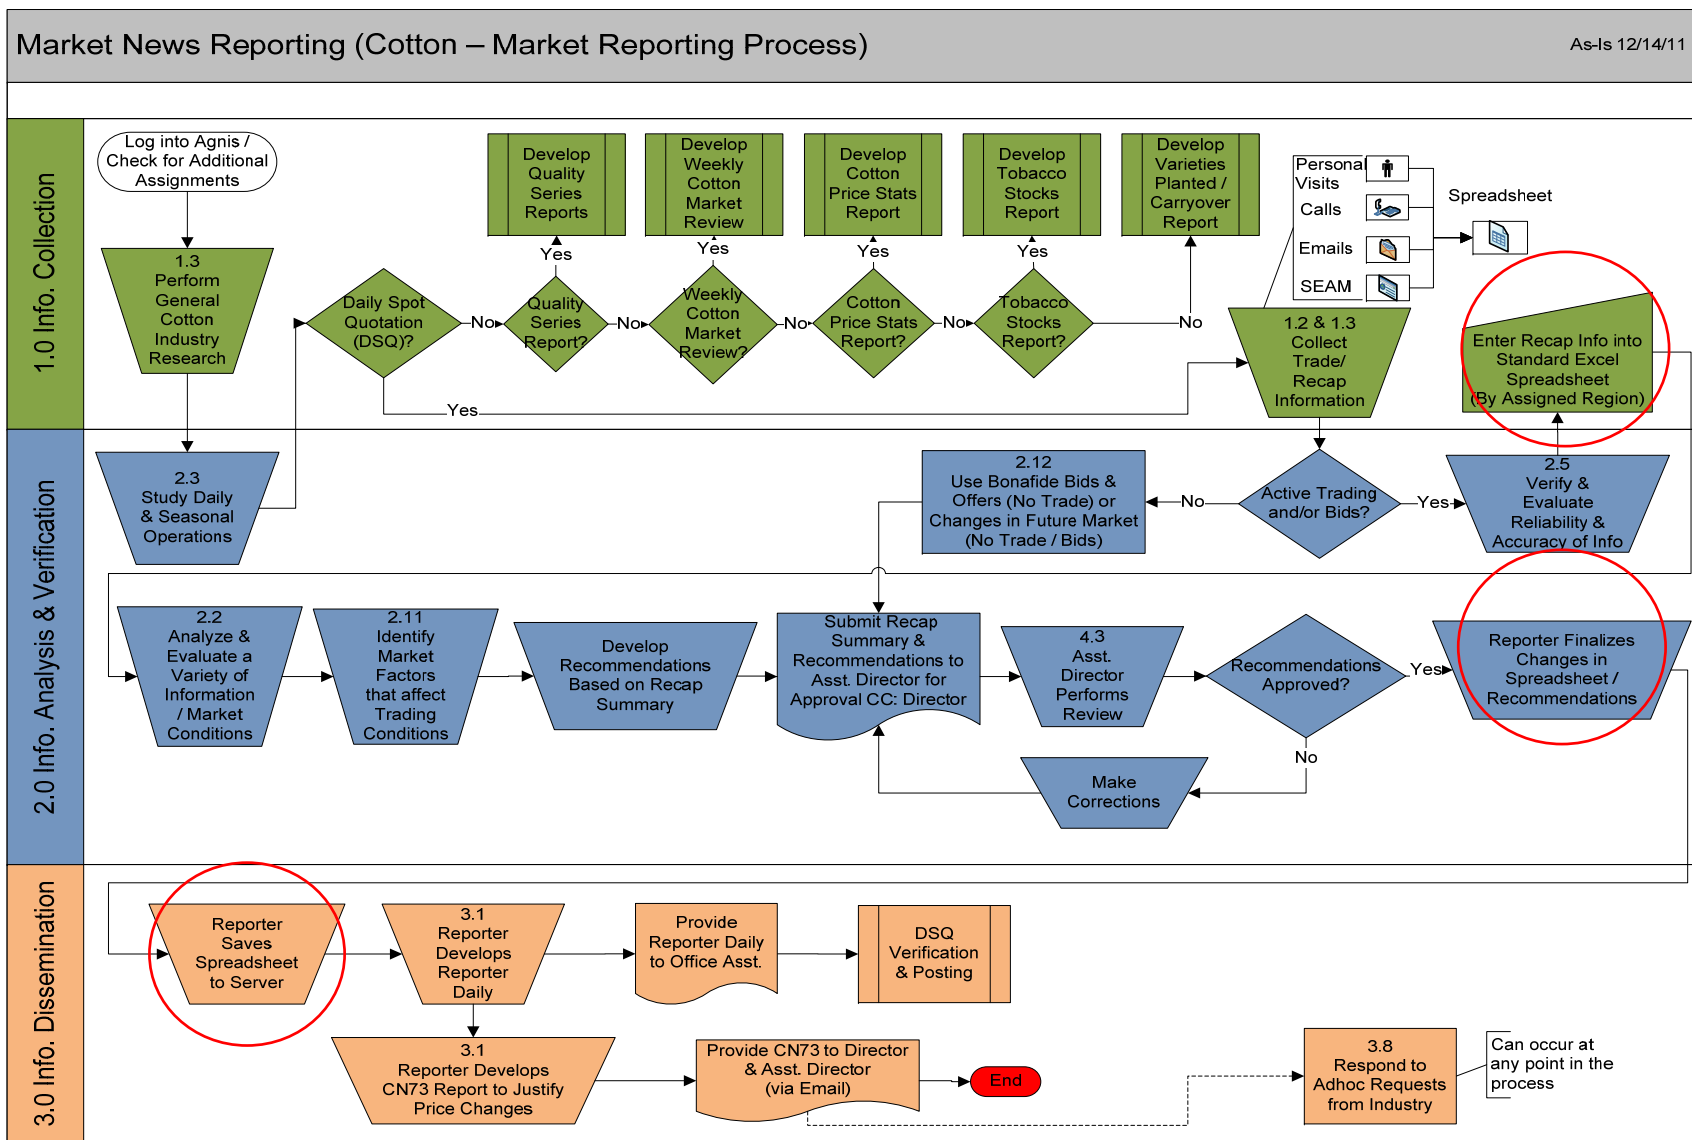 Market News Reporting (Cotton – Market Reporting Process)
As-Is 12/14/11
1.0 Info. Collection
Log into Agnis /
Check for Additional
Assignments
1.3
Perform
General
Cotton
Industry
Research
Daily Spot
Quotation
(DSQ)?
No
Yes
Quality
Series
Report?
Yes
No
Develop
Quality
Series
Reports
Weekly
Cotton
Market
Review?
Yes
No
Develop
Weekly
Cotton
Market
Review
Cotton
Price Stats
Report?
Yes
No
Develop
Cotton
Price Stats
Report
Tobacco
Stocks
Report?
Yes
No
Develop
Tobacco
Stocks
Report
Develop
Varieties
Planted /
Carryover
Report
Personal
Visits
Calls
Emails
SEAM
Spreadsheet
1.2 & 1.3
Collect
Trade/
Recap
Information
Enter Recap Info into
Standard Excel
Spreadsheet
(By Assigned Region)
2.0 Info. Analysis & Verification
2.3
Study Daily
& Seasonal
Operations
2.12
Use Bonafide Bids &
Offers (No Trade) or
Changes in Future Market
(No Trade / Bids)
No
Active Trading
and/or Bids?
Yes
2.5
Verify &
Evaluate
Reliability &
Accuracy of Info
2.2
Analyze &
Evaluate a
Variety of
Information
/ Market
Conditions
2.11
Identify
Market
Factors
that affect
Trading
Conditions
Develop
Recommendations
Based on Recap
Summary
Submit Recap
Summary &
Recommendations to
Asst. Director for
Approval CC: Director
4.3
Asst.
Director
Performs
Review
Recommendations
Approved?
Yes
No
Reporter Finalizes
Changes in
Spreadsheet /
Recommendations
Make
Corrections
3.0 Info. Dissemination
Reporter
Saves
Spreadsheet
to Server
3.1
Reporter
Develops
Reporter
Daily
Provide
Reporter Daily
to Office Asst.
DSQ
Verification
& Posting
3.1
Reporter Develops
CN73 Report to Justify
Price Changes
Provide CN73 to Director
& Asst. Director
(via Email)
End
3.8
Respond to
Adhoc Requests
from Industry
Can occur at
any point in the
process